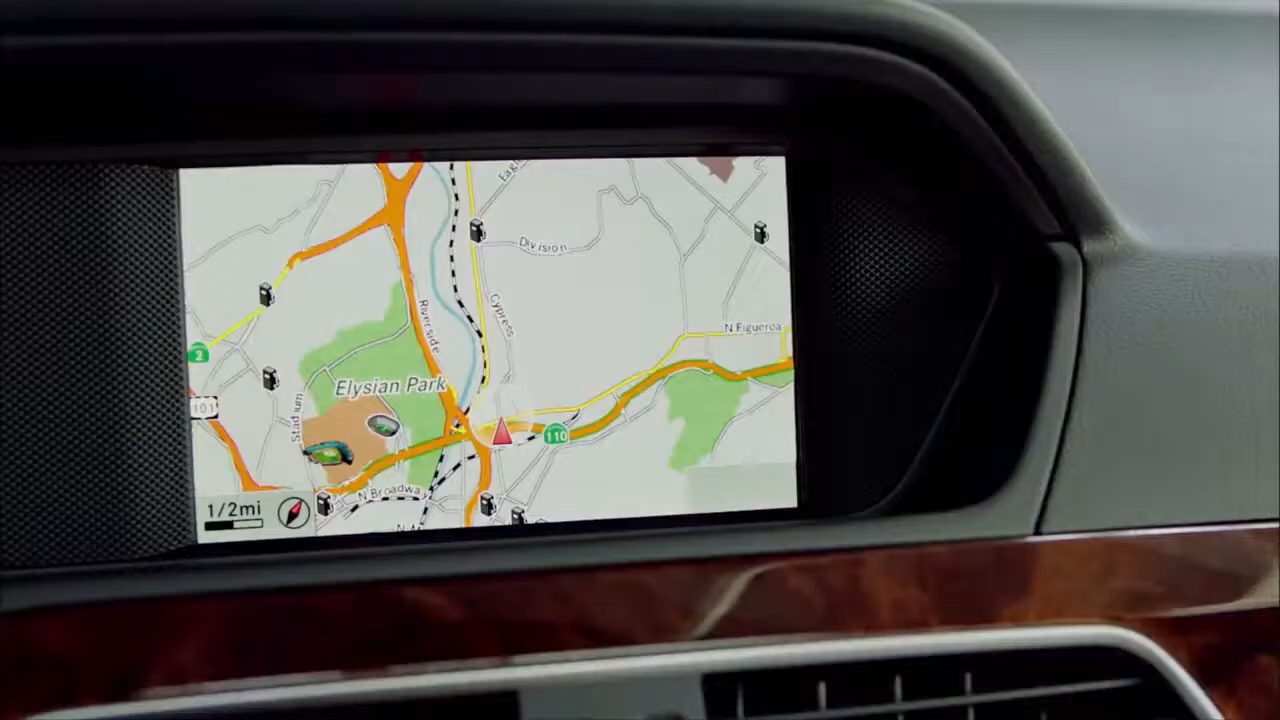 Division
Cypress
Riverside
N Figueroa
2
Elysian Park
101
Stadium
110
N Broadway
1/2mi